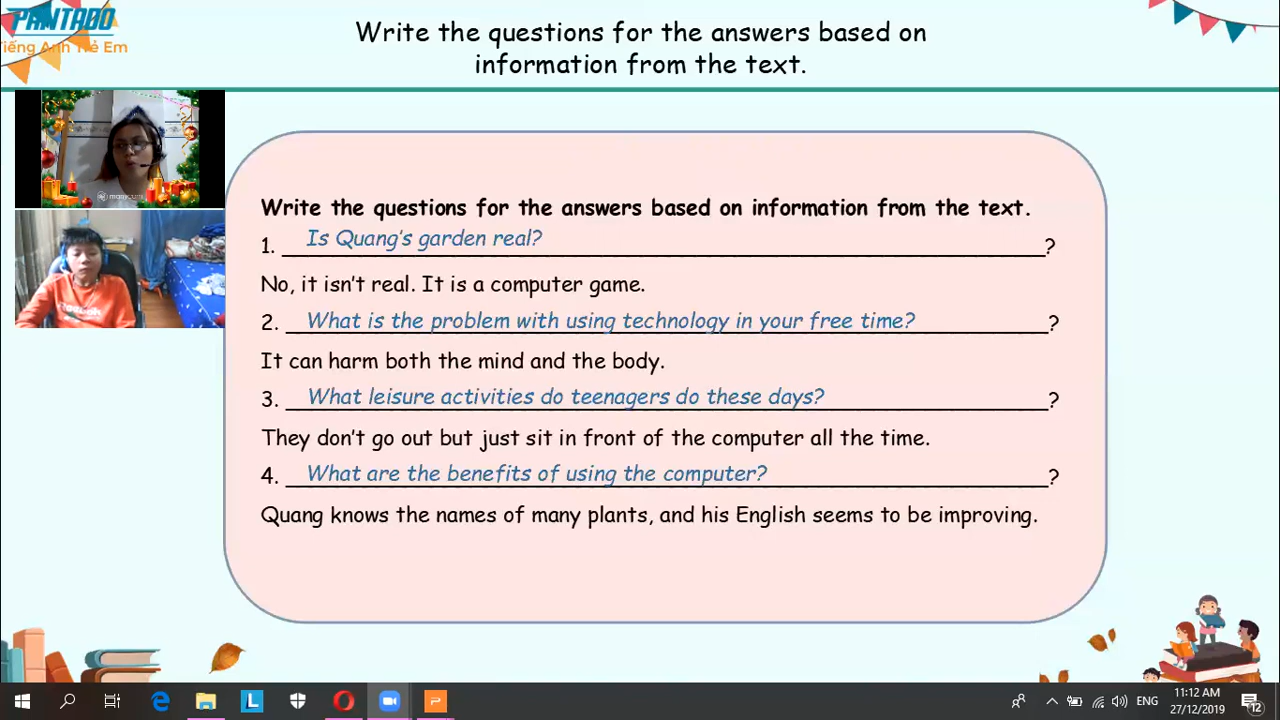 PANTADO
Tiếng Anh Trẻ Em
Write the questions for the answers based on
information from the text.
Write the questions for the answers based on information from the text.
1. Is Quang's garden real? ?
No, it isn't real. It is a computer game.
2. What is the problem with using technology in your free time? ?
It can harm both the mind and the body.
3. What leisure activities do teenagers do these days? ?
They don't go out but just sit in front of the computer all the time.
4. What are the benefits of using the computer? ?
Quang knows the names of many plants, and his English seems to be improving.
manycam
ENG
11:12 AM
27/12/2019
12